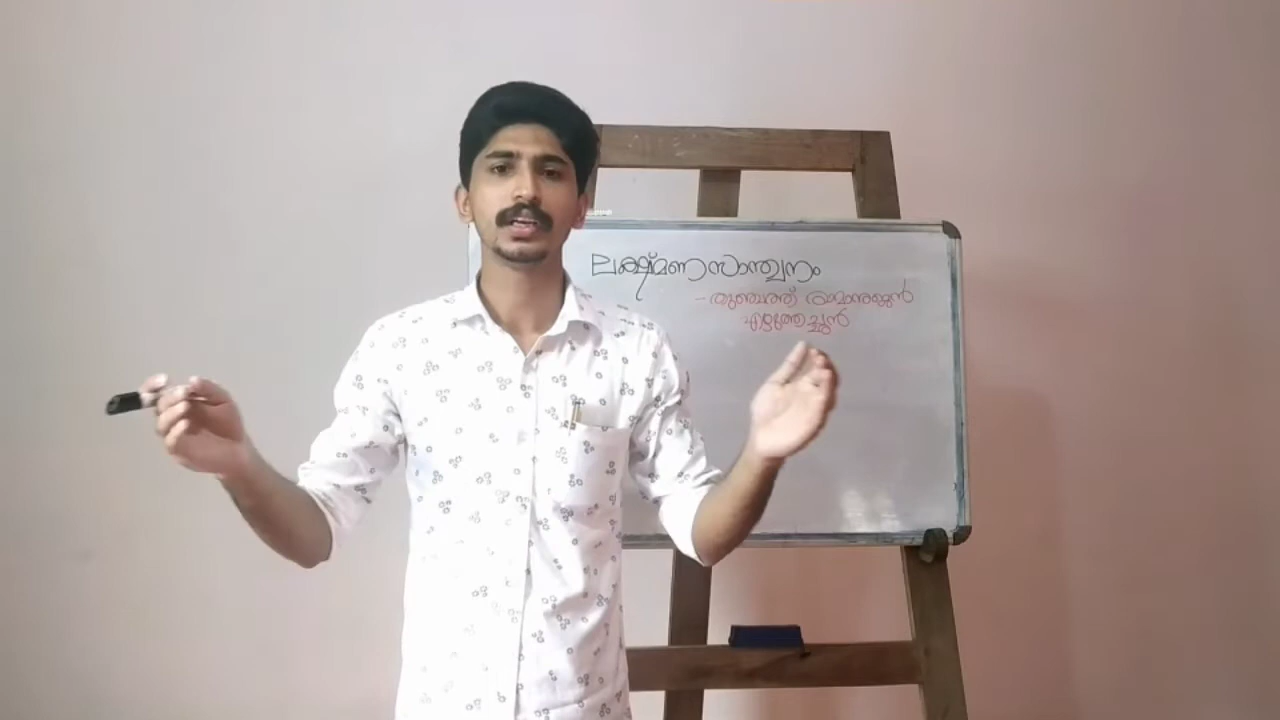 ലക്ഷ്മണസാന്ത്വനം
- തുഞ്ചത്ത് രാമാനുജൻ
എഴുത്തച്ഛൻ